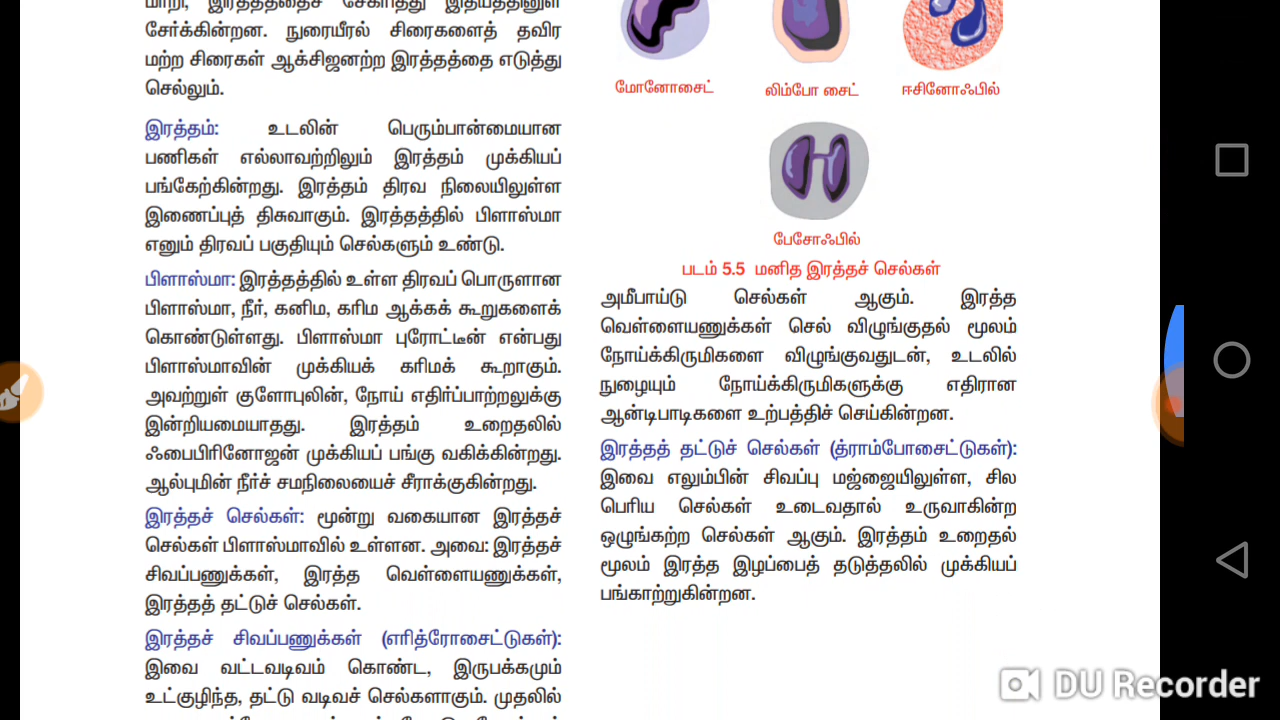 மாறி, இரத்தத்தைச் சேகரித்து இதயத்தினுள்
சேர்க்கின்றன. நுரையீரல் சிரைகளைத் தவிர
மற்ற சிரைகள் ஆக்சிஜனற்ற இரத்தத்தை எடுத்து
செல்லும்.
இரத்தம்: உடலின் பெரும்பான்மையான
பணிகள் எல்லாவற்றிலும் இரத்தம் முக்கியப்
பங்கேற்கின்றது. இரத்தம் திரவ நிலையிலுள்ள
இணைப்புத் திசுவாகும். இரத்தத்தில் பிளாஸ்மா
எனும் திரவப் பகுதியும் செல்களும் உண்டு.
பிளாஸ்மா: இரத்தத்தில் உள்ள திரவப் பொருளான
பிளாஸ்மா, நீர், கனிம, கரிம ஆக்கக் கூறுகளைக்
கொண்டுள்ளது. பிளாஸ்மா புரோட்டீன் என்பது
பிளாஸ்மாவின் முக்கியக் கரிமக் கூறாகும்.
அவற்றுள் குளோபுலின், நோய் எதிர்ப்பாற்றலுக்கு
இன்றியமையாதது. இரத்தம் உறைதலில்
ஃபைபிரினோஜன் முக்கியப் பங்கு வகிக்கின்றது.
ஆல்புமின் நீர்ச் சமநிலையைச் சீராக்குகின்றது.
இரத்தச் செல்கள்: மூன்று வகையான இரத்தச்
செல்கள் பிளாஸ்மாவில் உள்ளன. அவை: இரத்தச்
சிவப்பணுக்கள், இரத்த வெள்ளையணுக்கள்,
இரத்தத் தட்டுச் செல்கள்.
இரத்தச் சிவப்பணுக்கள் (எரித்ரோசைட்டுகள்):
இவை வட்டவடிவம் கொண்ட, இருபக்கமும்
உட்குழிந்த, தட்டு வடிவச் செல்களாகும். முதலில்
மோனோசைட்
லிம்போ சைட்
ஈசினோஃபில்
பேசோஃபில்
படம் 5.5 மனித இரத்தச் செல்கள்
அமீபாய்டு செல்கள் ஆகும். இரத்த
வெள்ளையணுக்கள் செல் விழுங்குதல் மூலம்
நோய்க்கிருமிகளை விழுங்குவதுடன், உடலில்
நுழையும் நோய்க்கிருமிகளுக்கு எதிரான
ஆன்டிபாடிகளை உற்பத்திச் செய்கின்றன.
இரத்தத் தட்டுச் செல்கள் (த்ராம்போசைட்டுகள்):
இவை எலும்பின் சிவப்பு மஜ்ஜையிலுள்ள, சில
பெரிய செல்கள் உடைவதால் உருவாகின்ற
ஒழுங்கற்ற செல்கள் ஆகும். இரத்தம் உறைதல்
மூலம் இரத்த இழப்பைத் தடுத்தலில் முக்கியப்
பங்காற்றுகின்றன.
DU Recorder